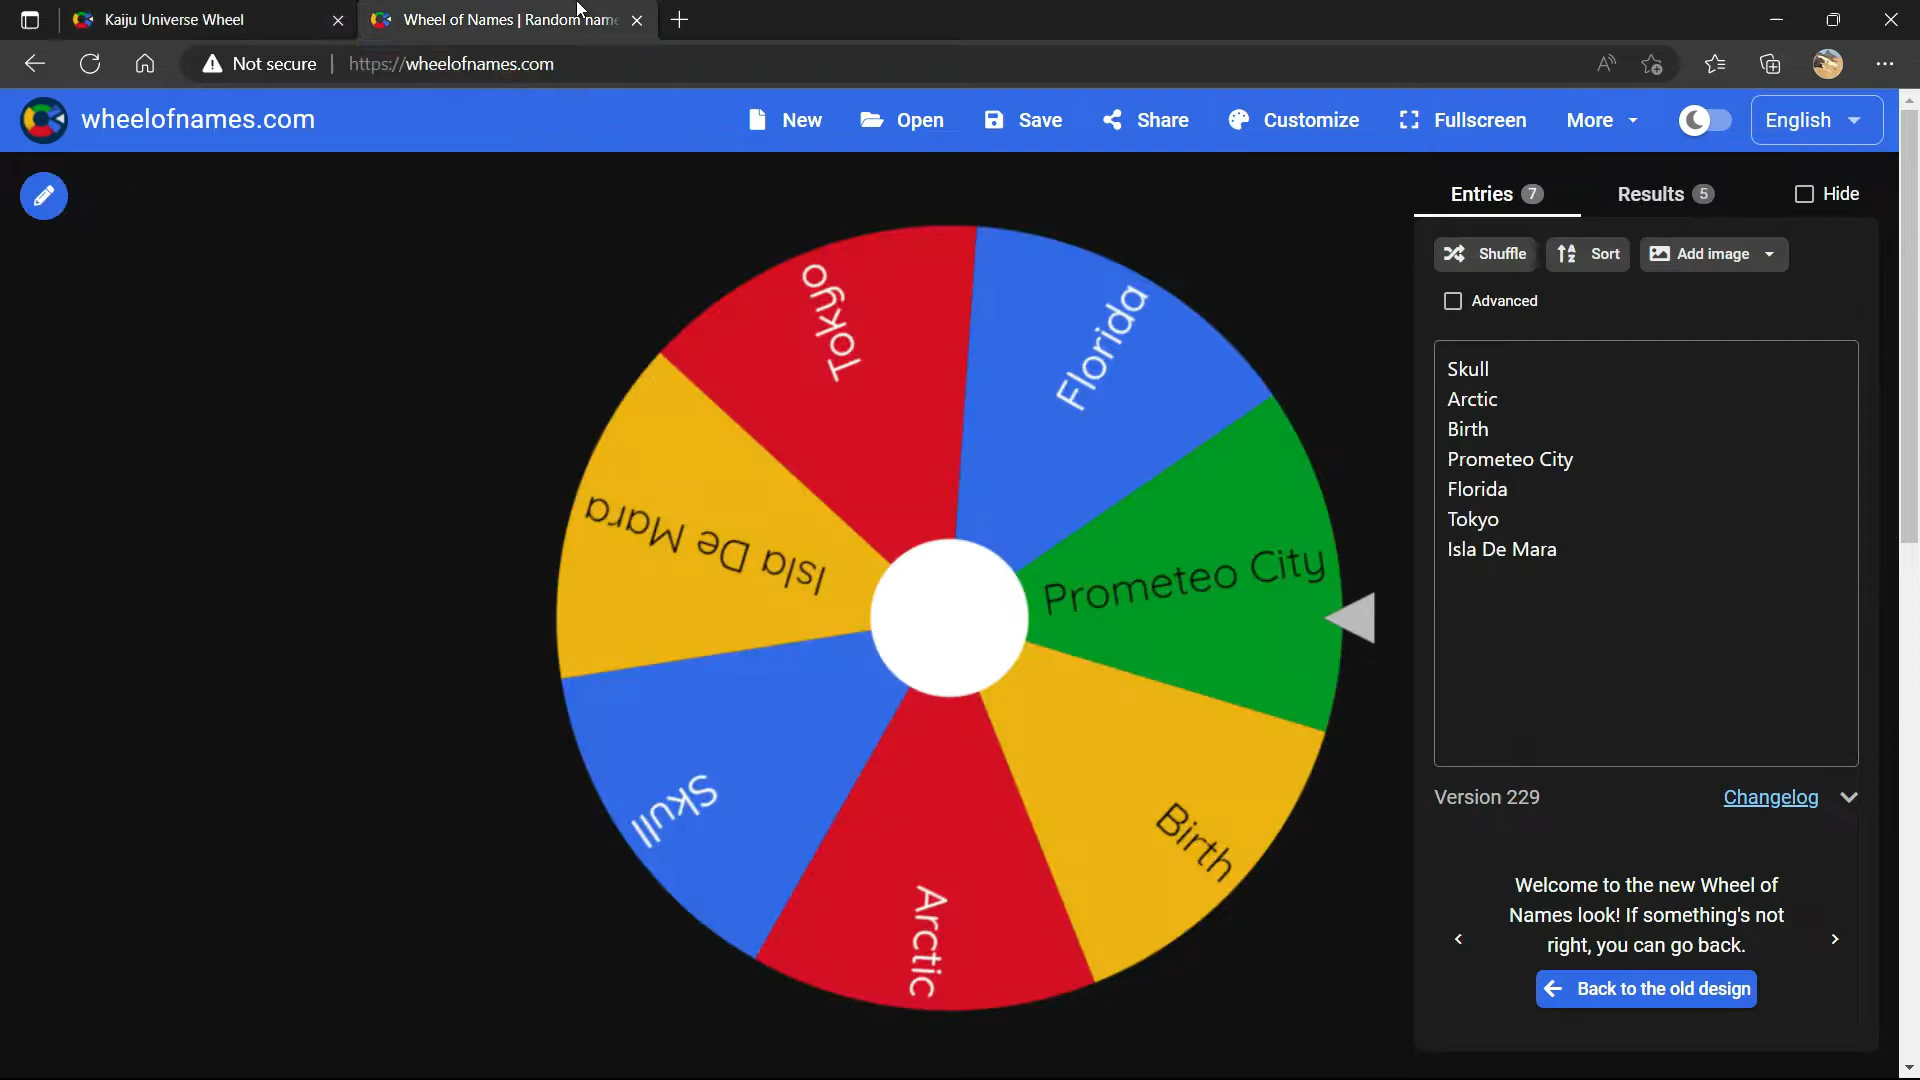 Kaiju Universe Wheel
Wheel of Names | Random name
Not secure
https://wheelofnames.com
wheelofnames.com
New
Open
Save
Share
Customize
Fullscreen
More
English
Entries 7
Results 5
Hide
Shuffle
Sort
Add image
Advanced
Skull
Arctic
Birth
Prometeo City
Florida
Tokyo
Isla De Mara
Tokyo
Florida
Isla De Mara
Prometeo City
Skull
Birth
Arctic
Version 229
Changelog
Welcome to the new Wheel of
Names look! If something's not
right, you can go back.
Back to the old design